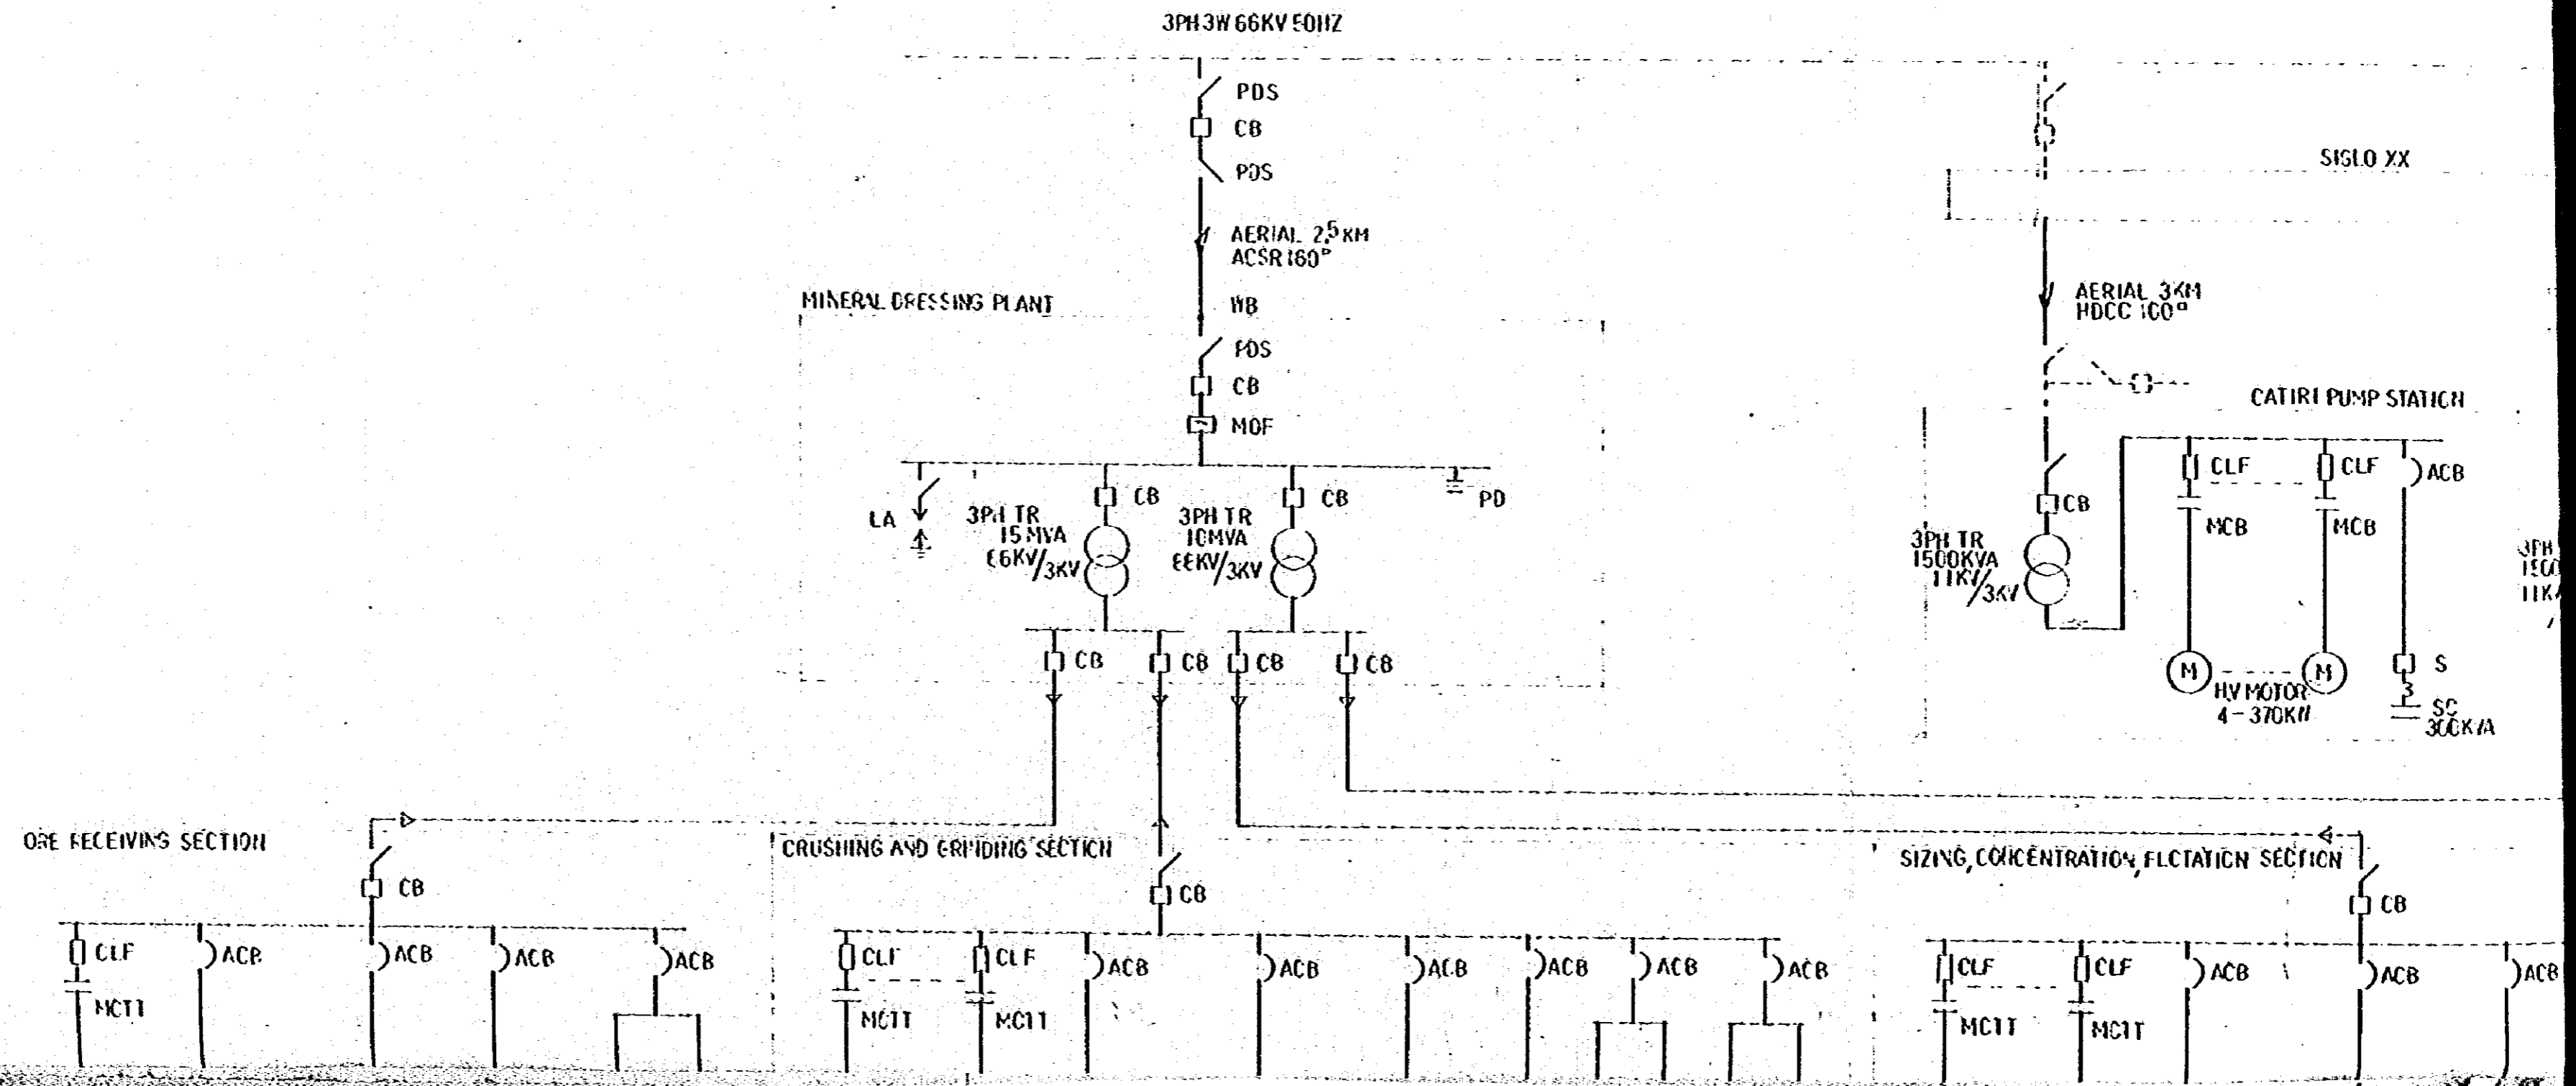 3PH 3W 66KV 50HZ
PDS
CB
PDS
SIGLO XX
AERIAL 2,5 KM
ACSR 160°
MINERAL DRESSING PLANT
WB
AERIAL 3KM
HDCC 100°
PDS
CB
CATIRI PUMP STATION
MOF
CB
CB
PD
LA
3PH TR
15MVA
66KV/3KV
3PH TR
10MVA
66KV/3KV
CLF
CLF
ACB
CB
MCB
MCB
3PH TR
1500KVA
11KV/3KV
3PH
11K
CB
CB
CB
CB
M
M
S
HV MOTOR
4-370KW
SC
300KVA
ORE RECEIVING SECTION
CRUSHING AND GRINDING SECTION
SIZING, CONCENTRATION, FLOTATION SECTION
CB
CB
CB
CLF
ACB
ACB
ACB
ACB
MCTT
CLF
CLF
ACB
ACB
ACB
ACB
ACB
ACB
MCTT
MCTT
CLF
CLF
ACB
ACB
ACB
MCTT
MCTT